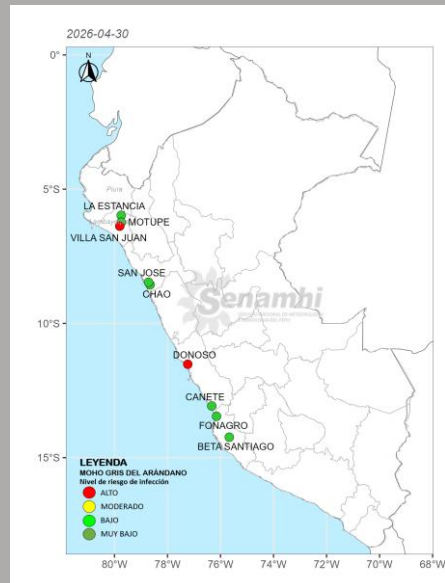 2026-04-30
N
0°
5°S
10°S
15°S
Piura
LA ESTANCIA
MOTUPE
VILLA SAN JUAN
SAN JOSE
CHAO
Senamhi
DONOSO
CANETE
FONAGRO
BETA SANTIAGO
LEYENDA
MOHO GRIS DEL ARÁNDANO
Nivel de riesgo de infección
ALTO
MODERADO
BAJO
MUY BAJO
80°W 78°W 76°W 74°W 72°W 70°W 68°W